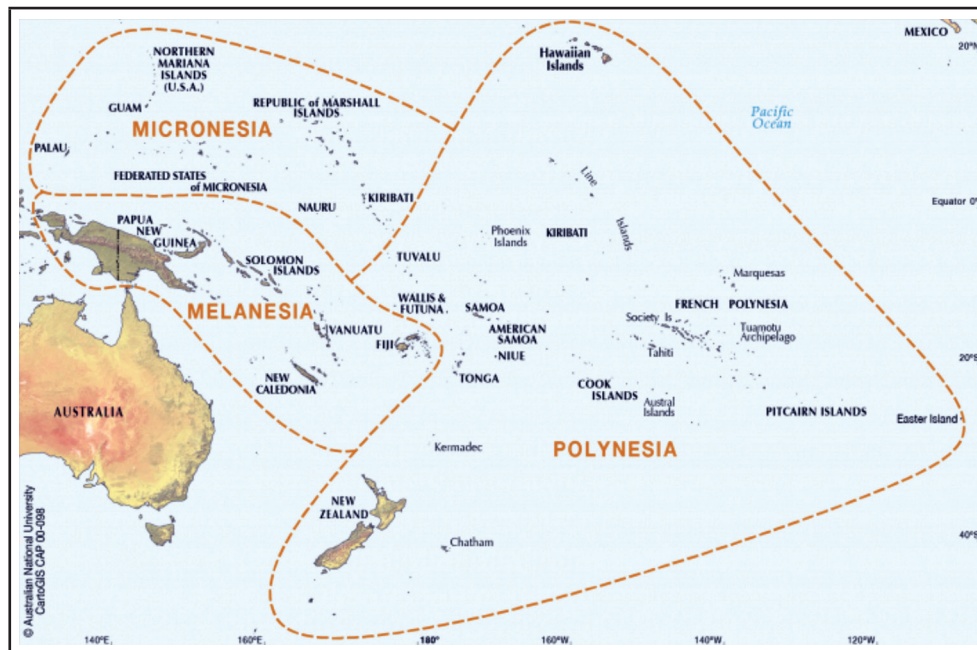 MEXICO
20°N
Hawaiian
Islands
NORTHERN
MARIANA
ISLANDS
(U.S.A.)
GUAM
REPUBLIC of MARSHALL
ISLANDS
Pacific
Ocean
MICRONESIA
PALAU
FEDERATED STATES
of MICRONESIA
Line
Islands
KIRIBATI
NAURU
Equator 0°
PAPUA
NEW
GUINEA
Phoenix
Islands
KIRIBATI
SOLOMON
ISLANDS
TUVALU
Marquesas
WALLIS &
FUTUNA
SAMOA
FRENCH POLYNESIA
MELANESIA
Society Is
VANUATU
AMERICAN
SAMOA
Tuamotu
Archipelago
FIJI
NIUE
Tahiti
20°S
NEW
CALEDONIA
TONGA
COOK
ISLANDS
Austral
Islands
PITCAIRN ISLANDS
AUSTRALIA
Easter Island
Kermadec
POLYNESIA
NEW
ZEALAND
Chatham
40°S
© Australian National University
CartoGIS CAP 00-098
140°E
160°E
180°
160°W
140°W
120°W